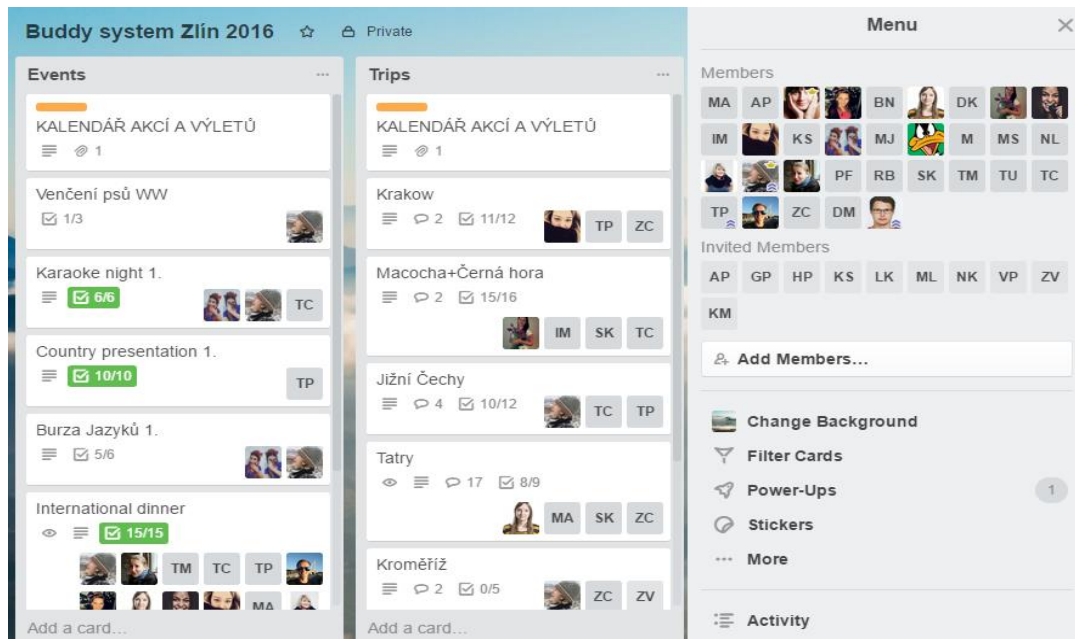 Buddy system Zlín 2016 Private
Events ...
KALENDÁŘ AKCÍ A VÝLETŮ
1
Venčení psů WW
1/3
Karaoke night 1.
6/6
TC
Country presentation 1.
10/10
TP
Burza Jazyků 1.
5/6
International dinner
15/15
TM TC TP
MA
Add a card...
Trips ...
KALENDÁŘ AKCÍ A VÝLETŮ
1
Krakow
2 11/12
TP ZC
Macocha+Černá hora
2 15/16
IM SK TC
Jižní Čechy
4 10/12
TC TP
Tatry
17 8/9
MA SK ZC
Kroměříž
2 0/5
ZC ZV
Add a card...
Menu
Members
MA AP BN DK
IM KS MJ M MS NL
PF RB SK TM TU TC
TP ZC DM
Invited Members
AP GP HP KS LK ML NK VP ZV
KM
Add Members...
Change Background
Filter Cards
Power-Ups 1
Stickers
More
Activity